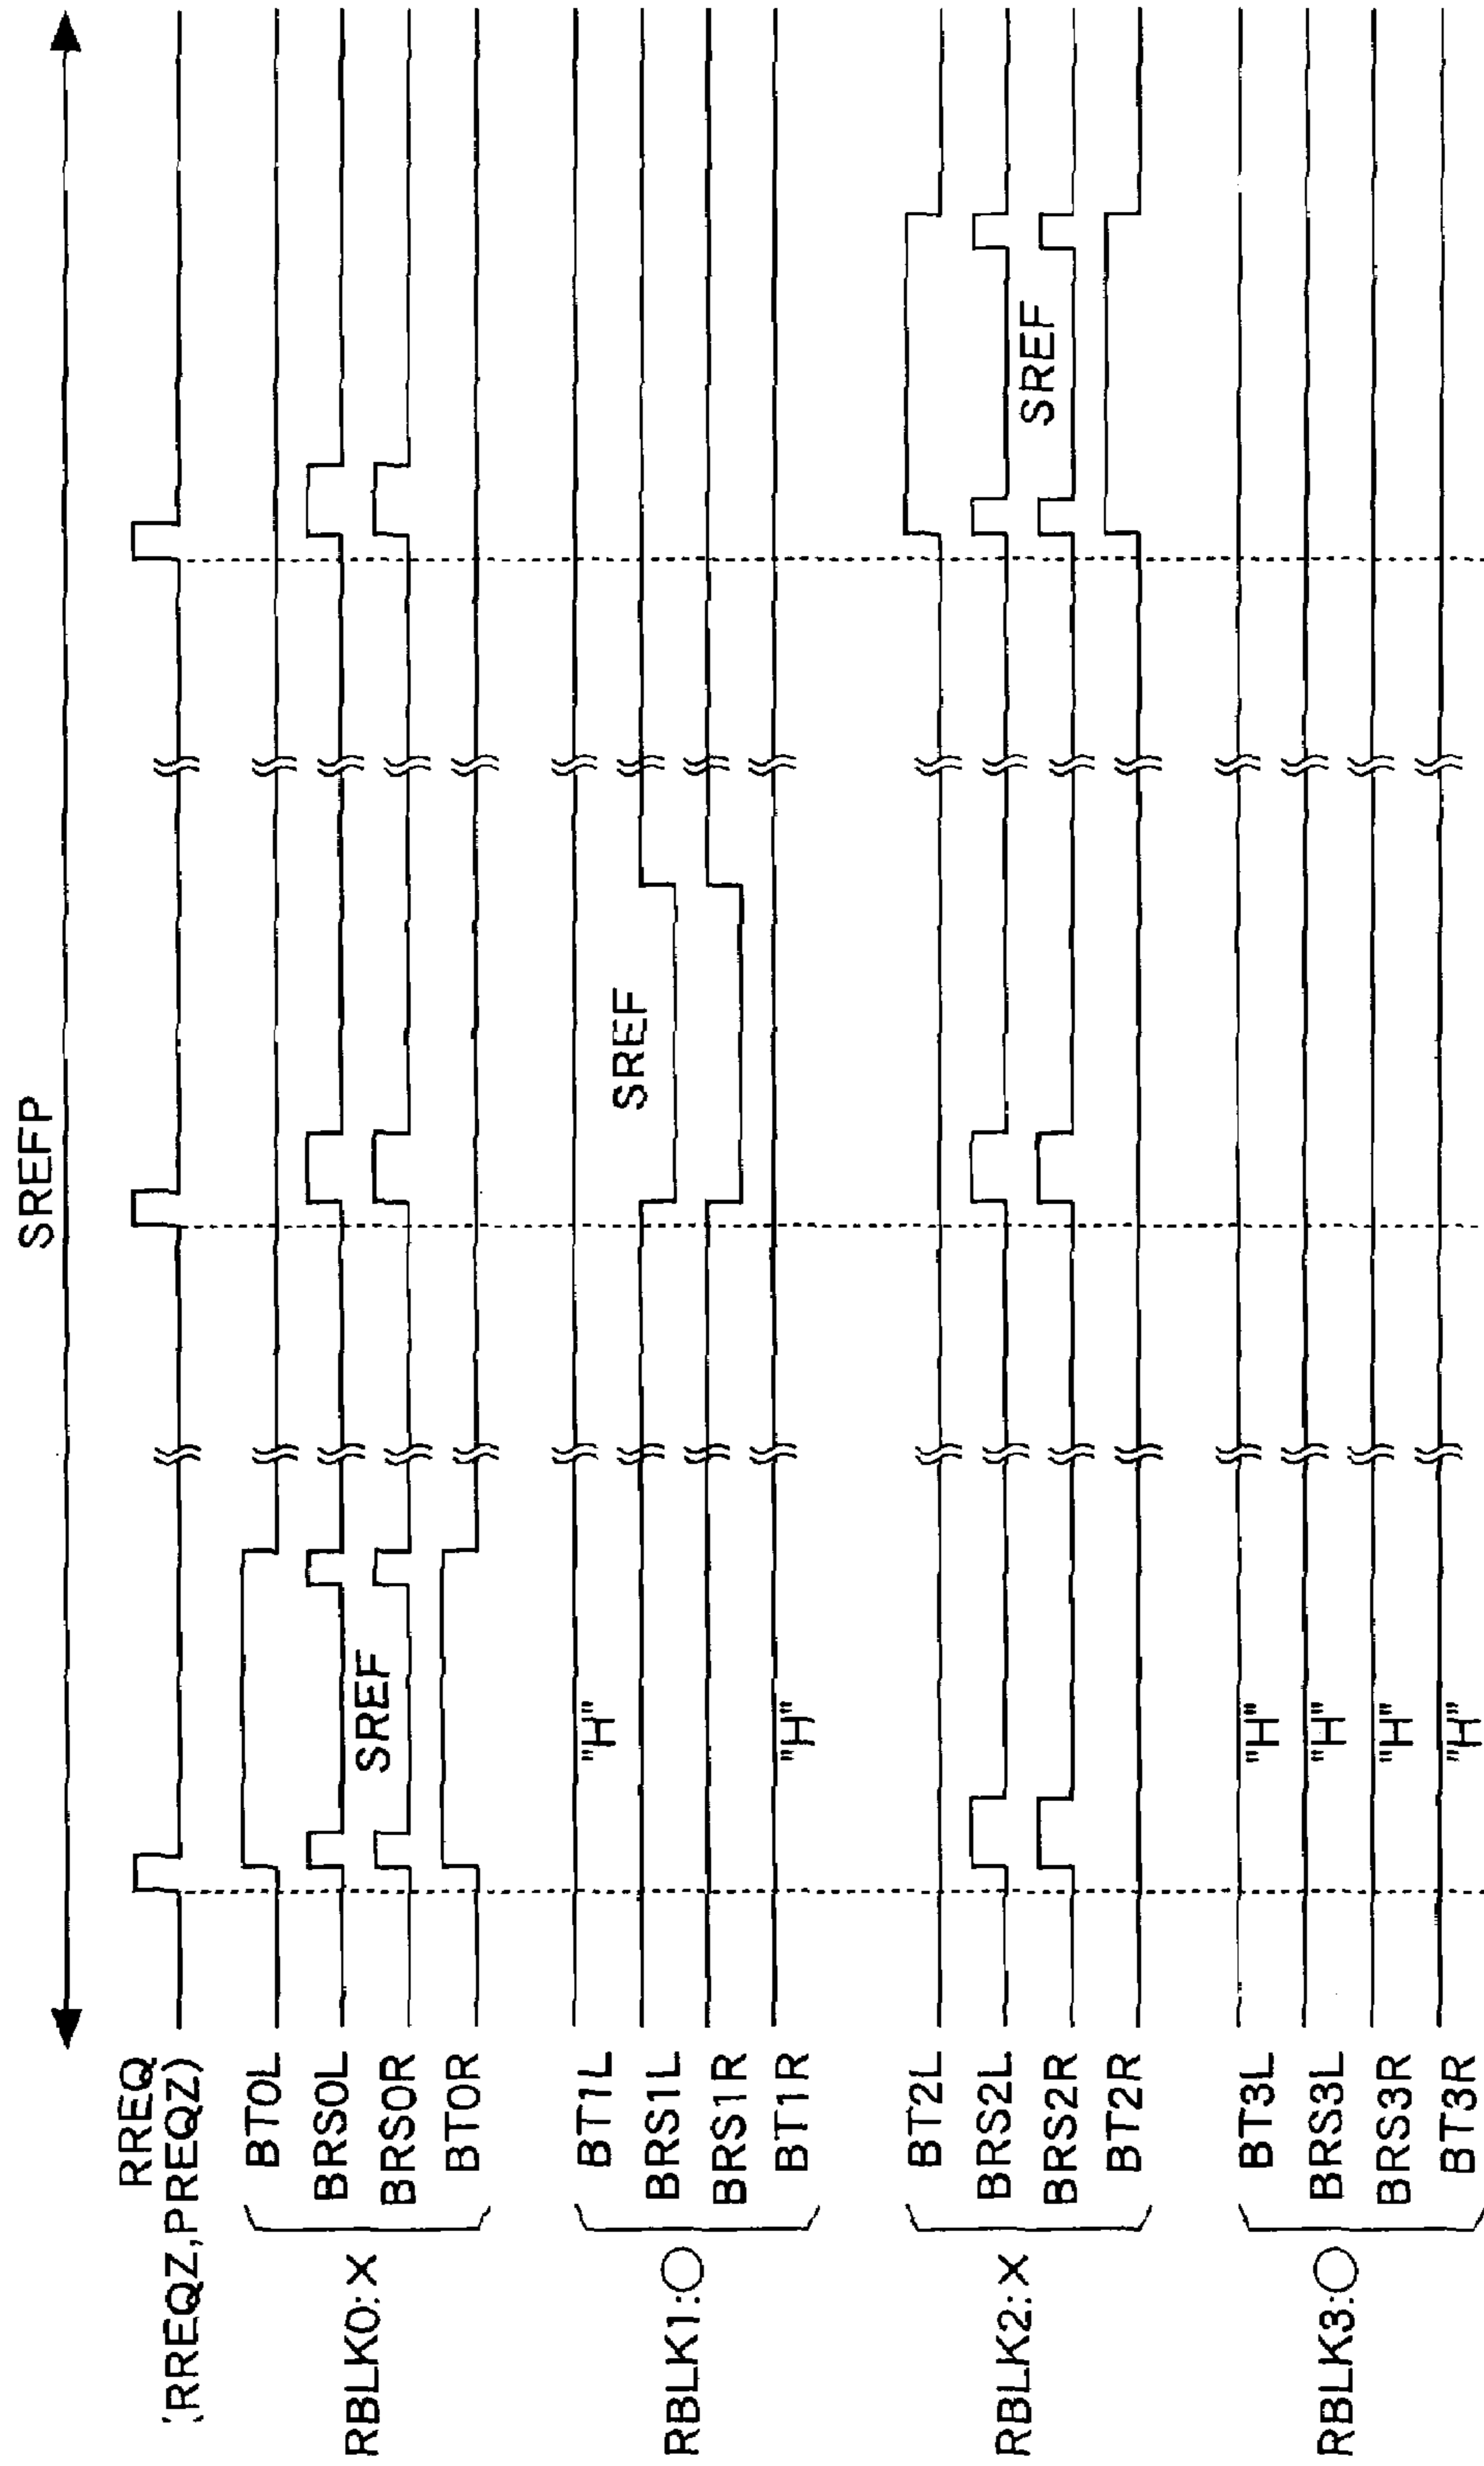 SREFP
RREQ
(RREQZ,PREQZ)
RBLK0:×
BT0L
BRS0L
SREF
BRS0R
BT0R
RBLK1:○
BT1L
"H"
BRS1L
SREF
BRS1R
BT1R
"H"
RBLK2:×
BT2L
BRS2L
SREF
BRS2R
BT2R
RBLK3:○
BT3L
"H"
BRS3L
"H"
BRS3R
"H"
BT3R
"H"